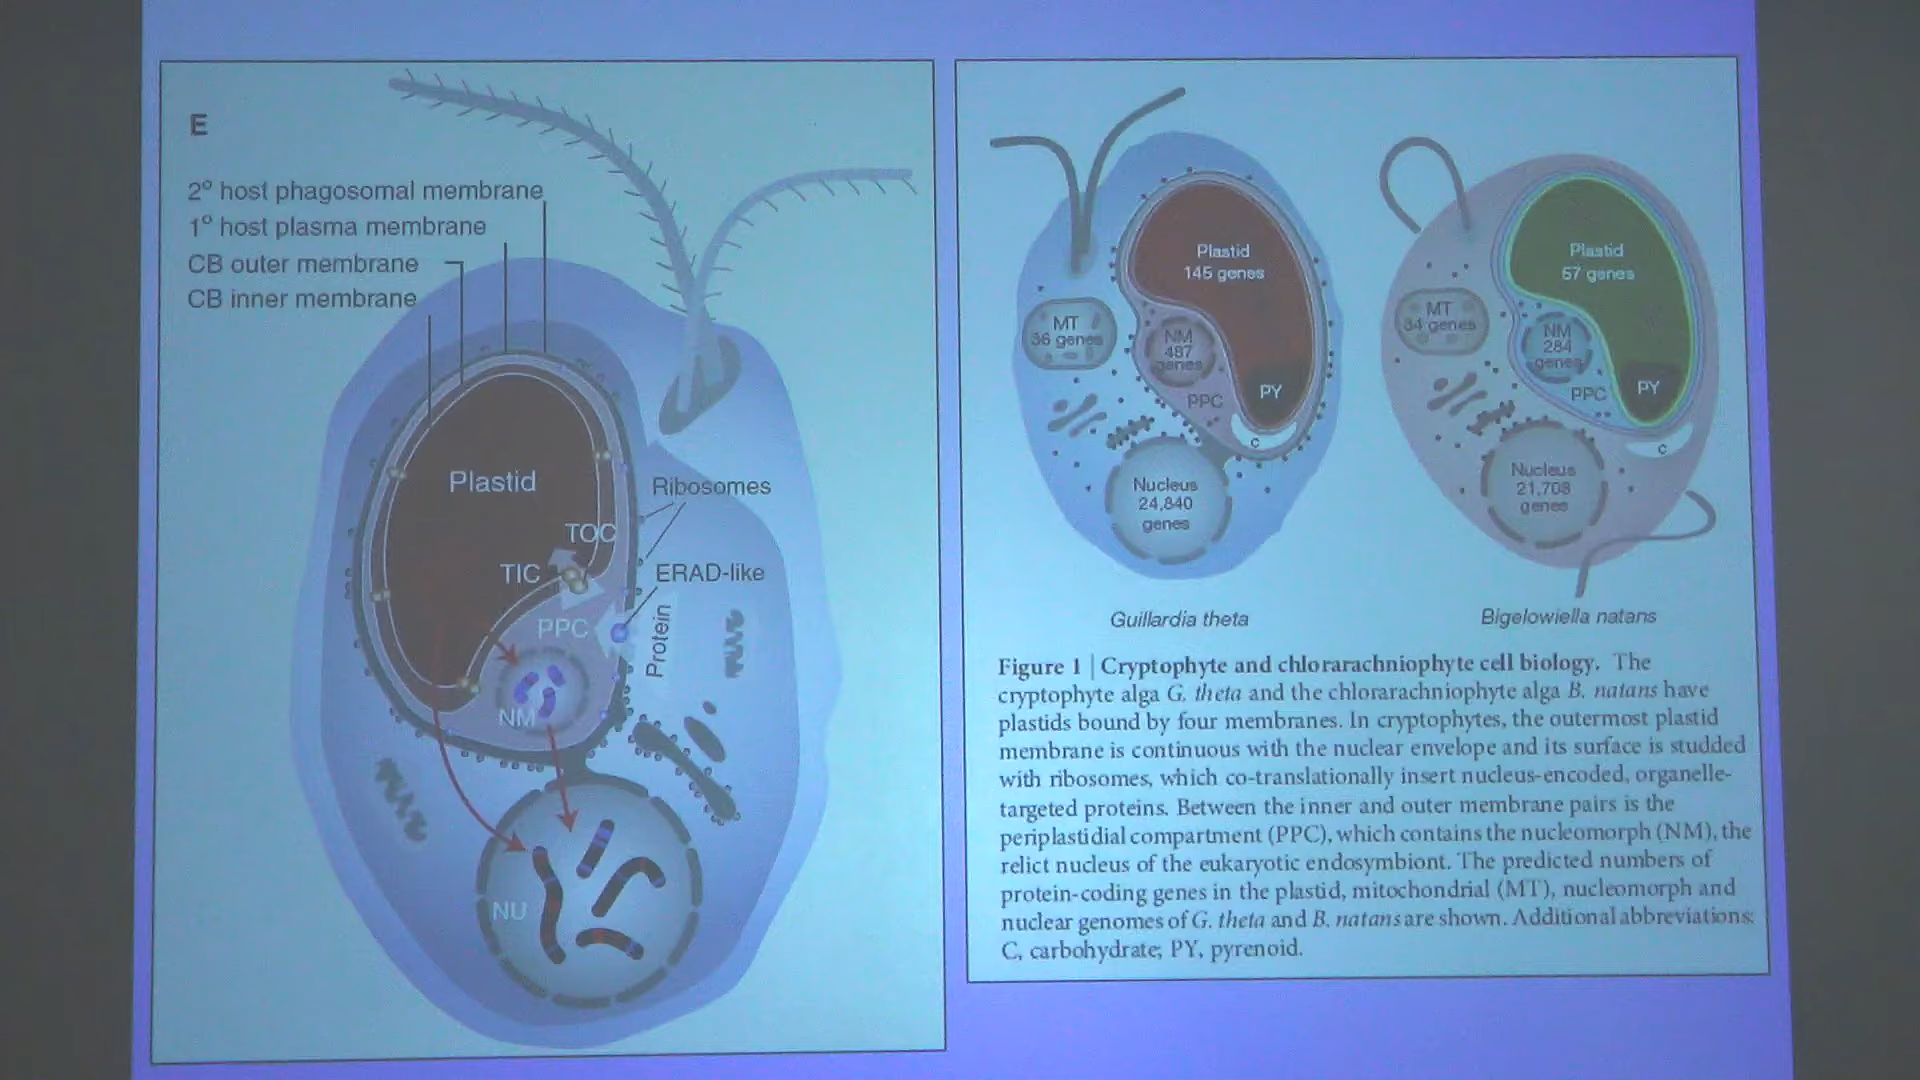 E
2° host phagosomal membrane
1° host plasma membrane
CB outer membrane
CB inner membrane
Plastid
TOC
TIC
Ribosomes
ERAD-like
PPC
Protein
NM
NU
Plastid
145 genes
MT
36 genes
NM
487
genes
PPC
PY
C
Nucleus
24,840
genes
Guillardia theta
Plastid
57 genes
MT
34 genes
NM
284
genes
PPC
PY
C
Nucleus
21,708
genes
Bigelowiella natans
Figure 1 | Cryptophyte and chlorarachniophyte cell biology. The
cryptophyte alga G. theta and the chlorarachniophyte alga B. natans have
plastids bound by four membranes. In cryptophytes, the outermost plastid
membrane is continuous with the nuclear envelope and its surface is studded
with ribosomes, which co-translationally insert nucleus-encoded, organelle-
targeted proteins. Between the inner and outer membrane pairs is the
periplastidial compartment (PPC), which contains the nucleomorph (NM), the
relict nucleus of the eukaryotic endosymbiont. The predicted numbers of
protein-coding genes in the plastid, mitochondrial (MT), nucleomorph and
nuclear genomes of G. theta and B. natans are shown. Additional abbreviations:
C, carbohydrate; PY, pyrenoid.